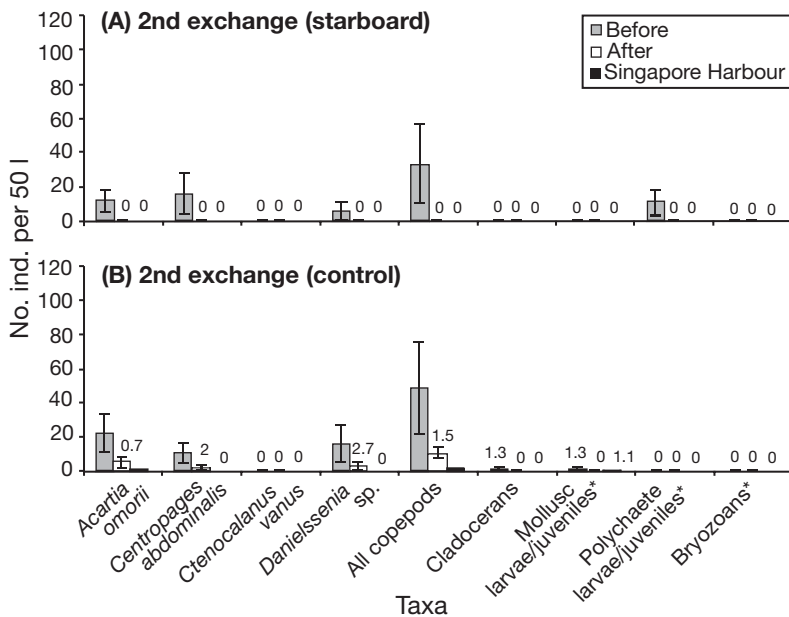 (A) 2nd exchange (starboard)
Before
After
Singapore Harbour
120
100
80
60
40
20
0
0 0 0 0 0 0 0 0 0 0 0 0 0 0 0 0 0 0 0 0 0 0 0
No. ind. per 50 l
(B) 2nd exchange (control)
120
100
80
60
40
20
0
0.7 2 0 0 0 0 2.7 0 1.5 1.3 0 0 1.3 0 1.1 0 0 0 0 0 0
Acartia
omorii
Centropages
abdominalis
Ctenocalanus
vanus
Danielssenia
sp.
All copepods
Cladocerans
Mollusc
larvae/juveniles*
Polychaete
larvae/juveniles*
Bryozoans*
Taxa